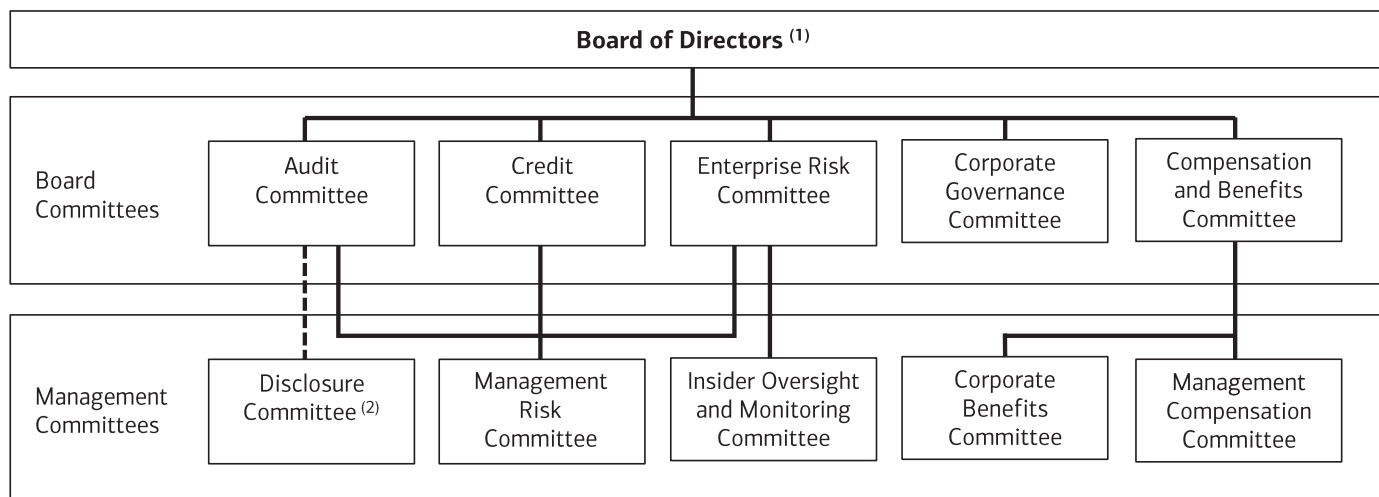 Board of Directors (1)
Board
Committees
Audit
Committee
Credit
Committee
Enterprise Risk
Committee
Corporate
Governance
Committee
Compensation
and Benefits
Committee
Management
Committees
Disclosure
Committee (2)
Management
Risk
Committee
Insider Oversight
and Monitoring
Committee
Corporate
Benefits
Committee
Management
Compensation
Committee